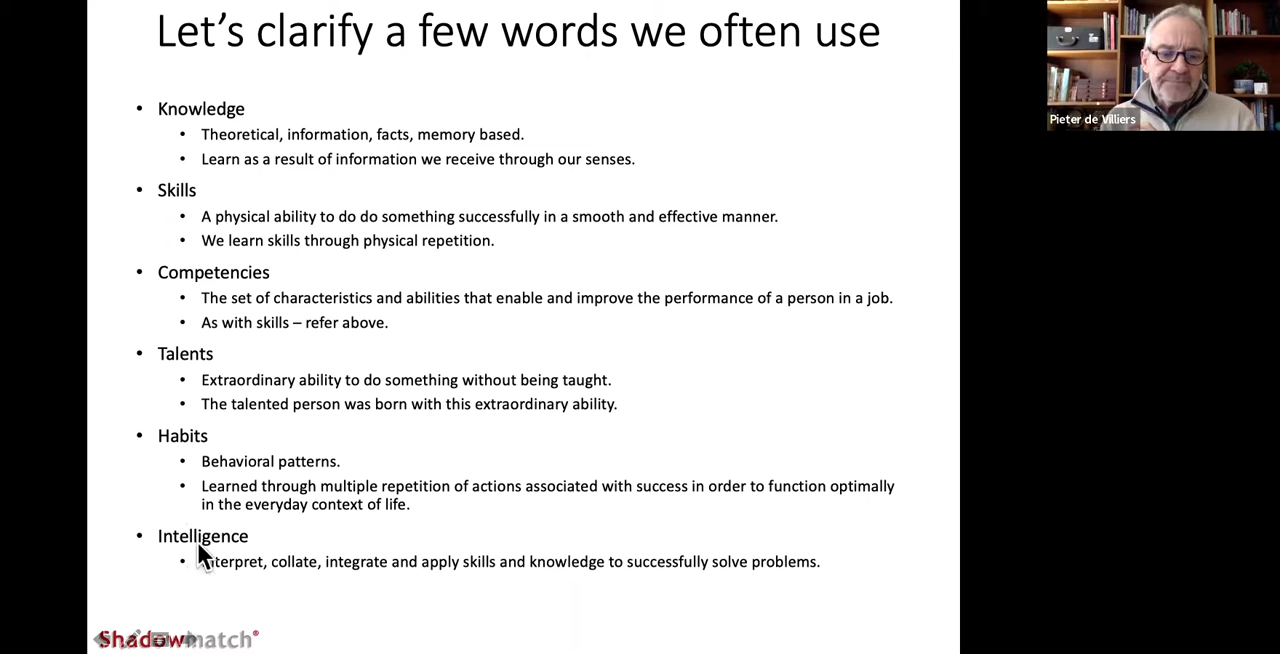 Let's clarify a few words we often use
• Knowledge
• Theoretical, information, facts, memory based.
• Learn as a result of information we receive through our senses.
• Skills
• A physical ability to do do something successfully in a smooth and effective manner.
• We learn skills through physical repetition.
• Competencies
• The set of characteristics and abilities that enable and improve the performance of a person in a job.
• As with skills – refer above.
• Talents
• Extraordinary ability to do something without being taught.
• The talented person was born with this extraordinary ability.
• Habits
• Behavioral patterns.
• Learned through multiple repetition of actions associated with success in order to function optimally
in the everyday context of life.
• Intelligence
• Interpret, collate, integrate and apply skills and knowledge to successfully solve problems.
Shadowmatch®
Pieter de Villiers